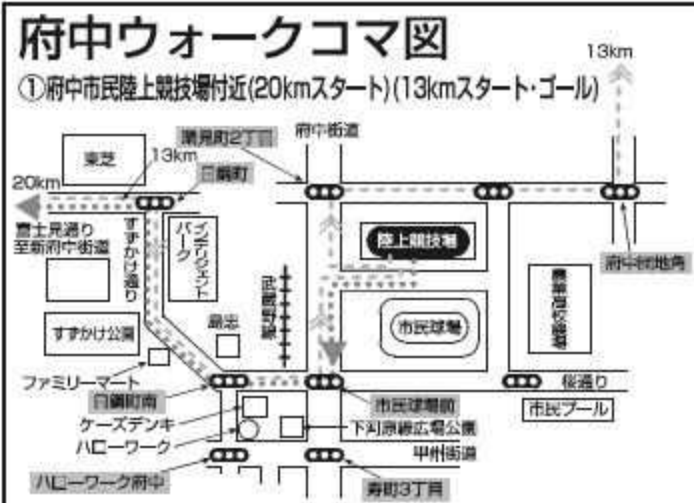 府中ウォークコマ図
①府中市民陸上競技場付近(20kmスタート)(13kmスタート・ゴール)
13km
府中街道
東芝
13km
日鋼町
20km
富士見通り
至新府中街道
すずかけ通り
インテリジェント
パーク
陸上競技場
府中団地角
市民球場
すずかけ公園
島忠
ファミリーマート
日鋼町南
市民球場前
桜通り
ケーズデンキ
市民プール
ハローワーク
下河原線広場公園
甲州街道
ハローワーク府中
寿町3丁目